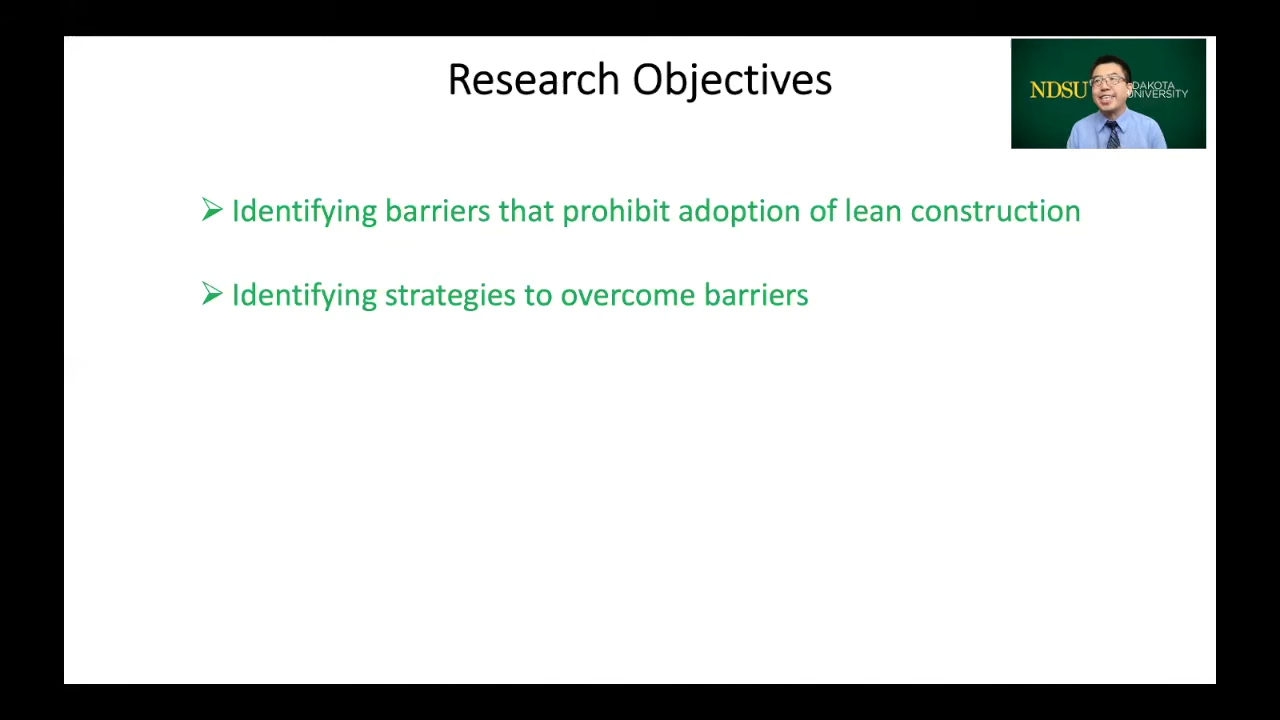 Research Objectives
NDSU
DAKOTA
UNIVERSITY
➢ Identifying barriers that prohibit adoption of lean construction
➢ Identifying strategies to overcome barriers